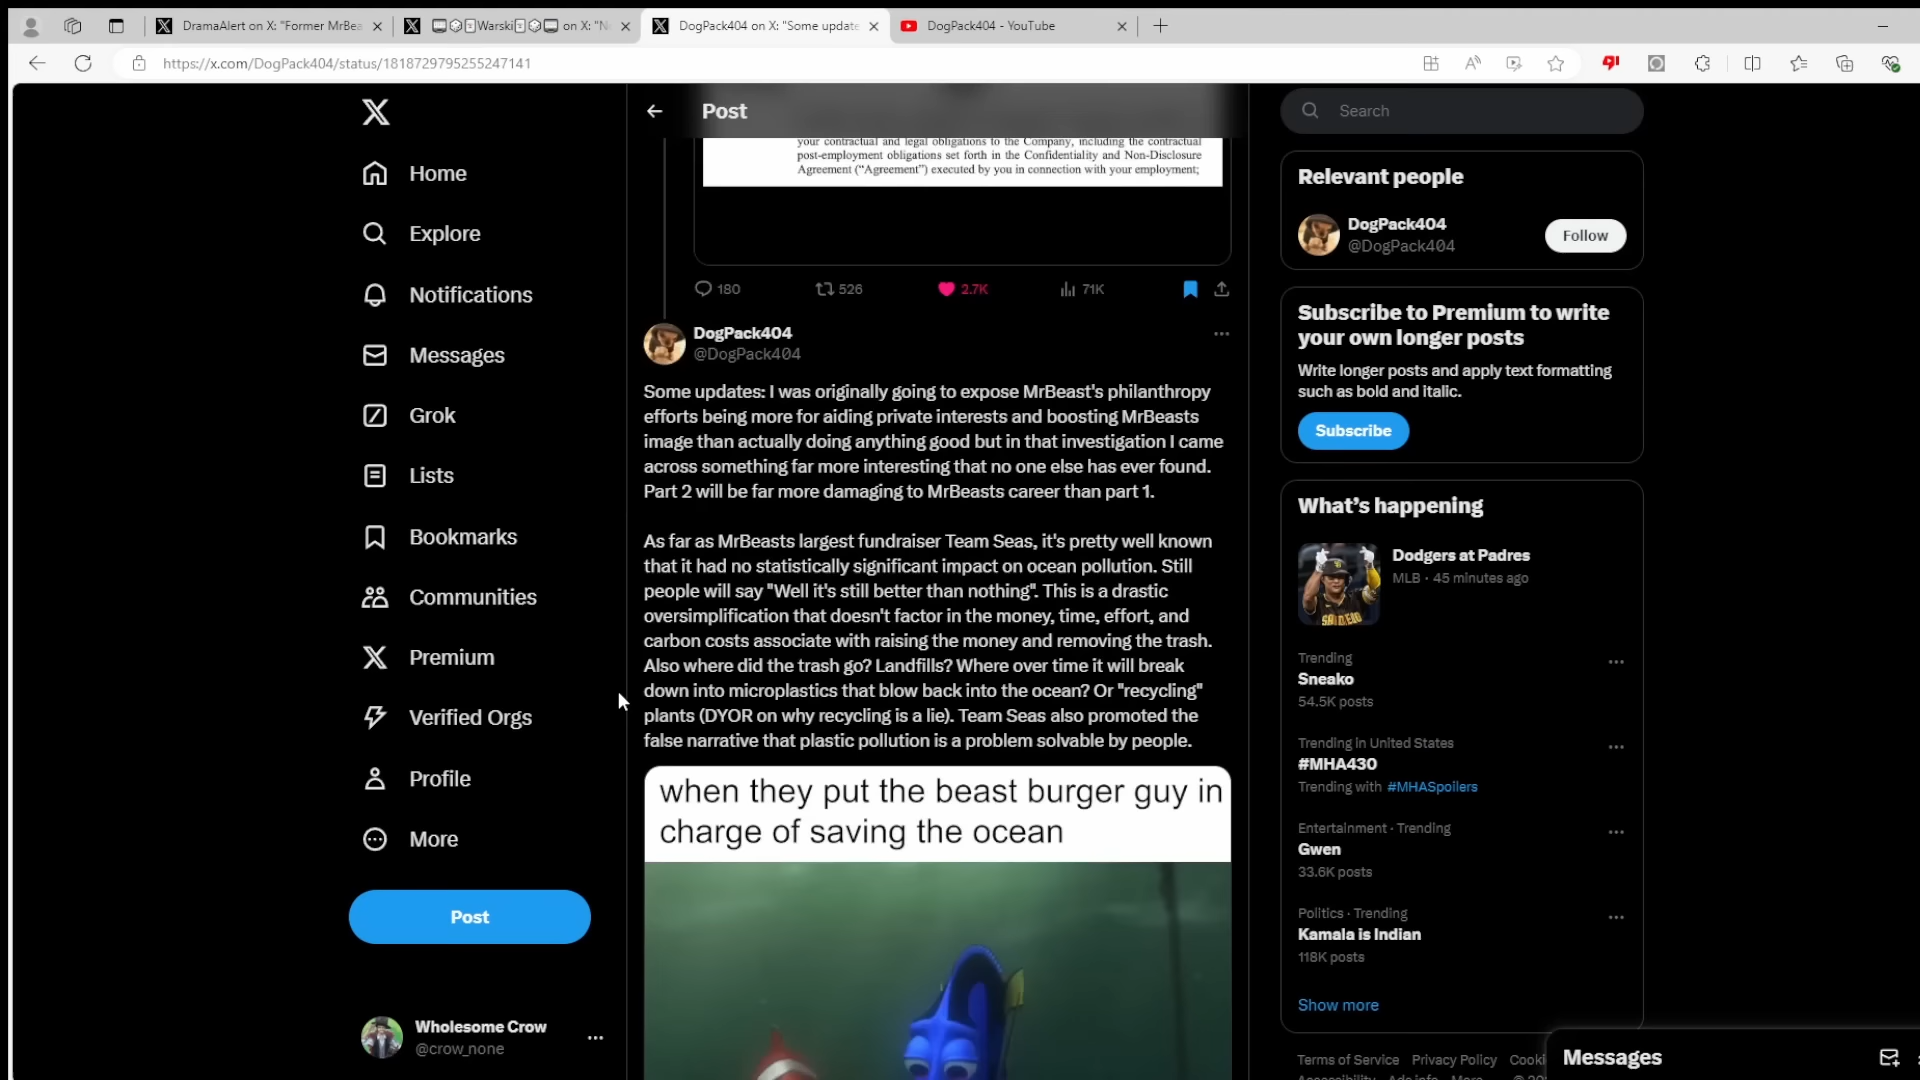 DramaAlert on X: "Former MrBea
Warski on X: "N
DogPack404 on X: "Some update
DogPack404 - YouTube
https://x.com/DogPack404/status/1818729795255247141
Home
Explore
Notifications
Messages
Grok
Lists
Bookmarks
Communities
Premium
Verified Orgs
Profile
More
Post
Wholesome Crow
@crow_none
Post
your contractual and legal obligations to the Company, including the contractual
post-employment obligations set forth in the Confidentiality and Non-Disclosure
Agreement ("Agreement") executed by you in connection with your employment;
180 526 2.7K 71K
DogPack404
@DogPack404
Some updates: I was originally going to expose MrBeast's philanthropy
efforts being more for aiding private interests and boosting MrBeasts
image than actually doing anything good but in that investigation I came
across something far more interesting that no one else has ever found.
Part 2 will be far more damaging to MrBeasts career than part 1.
As far as MrBeasts largest fundraiser Team Seas, it's pretty well known
that it had no statistically significant impact on ocean pollution. Still
people will say "Well it's still better than nothing". This is a drastic
oversimplification that doesn't factor in the money, time, effort, and
carbon costs associate with raising the money and removing the trash.
Also where did the trash go? Landfills? Where over time it will break
down into microplastics that blow back into the ocean? Or "recycling"
plants (DYOR on why recycling is a lie). Team Seas also promoted the
false narrative that plastic pollution is a problem solvable by people.
when they put the beast burger guy in
charge of saving the ocean
Search
Relevant people
DogPack404
@DogPack404
Follow
Subscribe to Premium to write
your own longer posts
Write longer posts and apply text formatting
such as bold and italic.
Subscribe
What's happening
Dodgers at Padres
MLB · 45 minutes ago
Trending
Sneako
54.5K posts
Trending in United States
#MHA430
Trending with #MHASpoilers
Entertainment · Trending
Gwen
33.6K posts
Politics · Trending
Kamala is Indian
118K posts
Show more
Terms of Service Privacy Policy Cooki
Messages